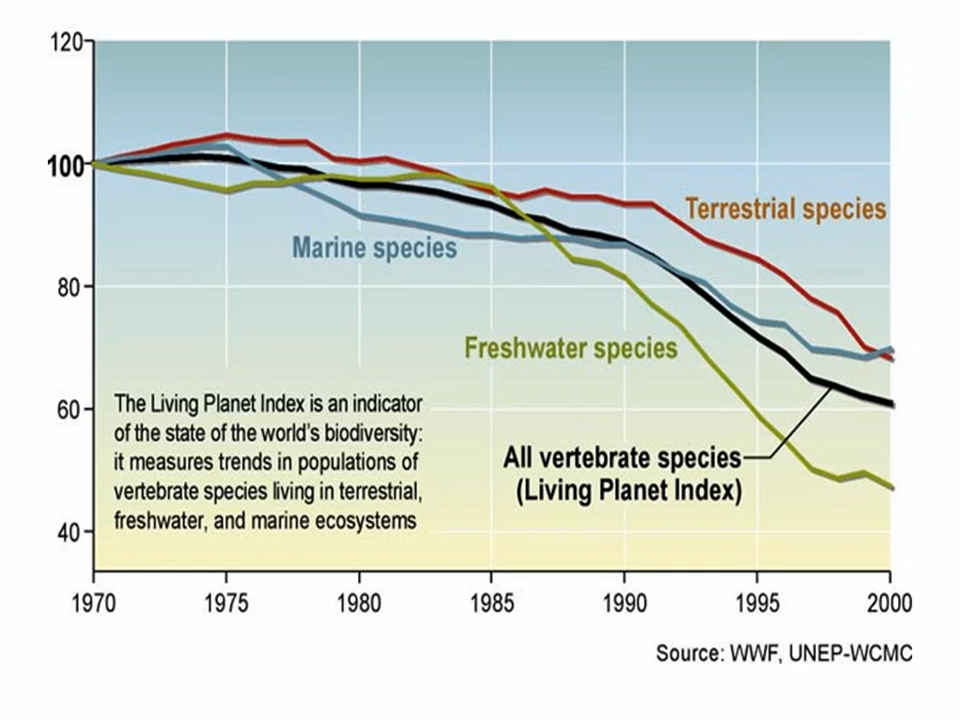 120
100
80
60
40
Terrestrial species
Marine species
Freshwater species
The Living Planet Index is an indicator
of the state of the world's biodiversity:
it measures trends in populations of
vertebrate species living in terrestrial,
freshwater, and marine ecosystems
All vertebrate species
(Living Planet Index)
1970 1975 1980 1985 1990 1995 2000
Source: WWF, UNEP-WCMC